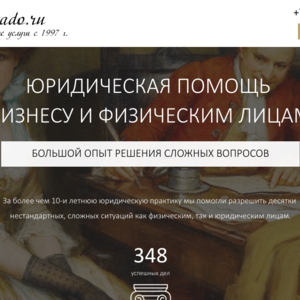 ado.ru
е услуги с 1997 г.
ЮРИДИЧЕСКАЯ ПОМОЩЬ
ИЗНЕСУ И ФИЗИЧЕСКИМ ЛИЦАМ
БОЛЬШОЙ ОПЫТ РЕШЕНИЯ СЛОЖНЫХ ВОПРОСОВ
За более чем 10-и летнюю юридическую практику мы помогли разрешить десятки
нестандартных, сложных ситуаций как физическим, так и юридическим лицам.
348
успешных дел